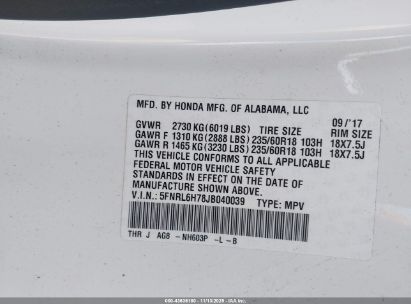 MFD. BY HONDA MFG. OF ALABAMA, LLC
09/'17
GVWR 2730 KG(6019 LBS) TIRE SIZE RIM SIZE
GAWR F 1310 KG(2888 LBS) 235/60R18 103H 18X7.5J
GAWR R 1465 KG(3230 LBS) 235/60R18 103H 18X7.5J
THIS VEHICLE CONFORMS TO ALL APPLICABLE
FEDERAL MOTOR VEHICLE SAFETY
STANDARDS IN EFFECT ON THE DATE OF
MANUFACTURE SHOWN ABOVE.
V.I.N.: 5FNRL6H78JB040039 TYPE: MPV
THR J AG8 -NH603P -L-B